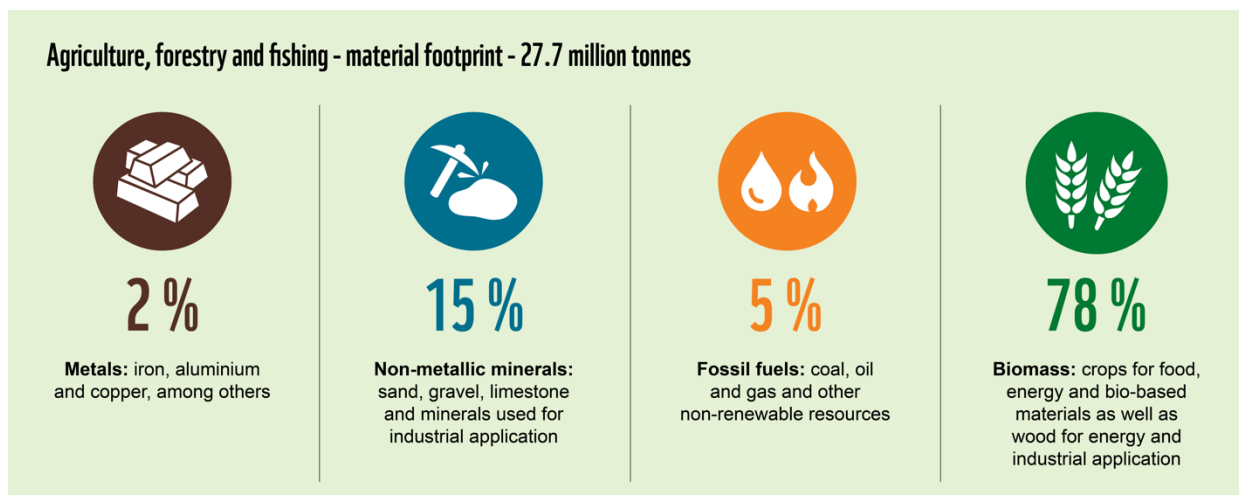 Agriculture, forestry and fishing - material footprint - 27.7 million tonnes
2 %
Metals: iron, aluminium
and copper, among others
15 %
Non-metallic minerals:
sand, gravel, limestone
and minerals used for
industrial application
5 %
Fossil fuels: coal, oil
and gas and other
non-renewable resources
78 %
Biomass: crops for food,
energy and bio-based
materials as well as
wood for energy and
industrial application